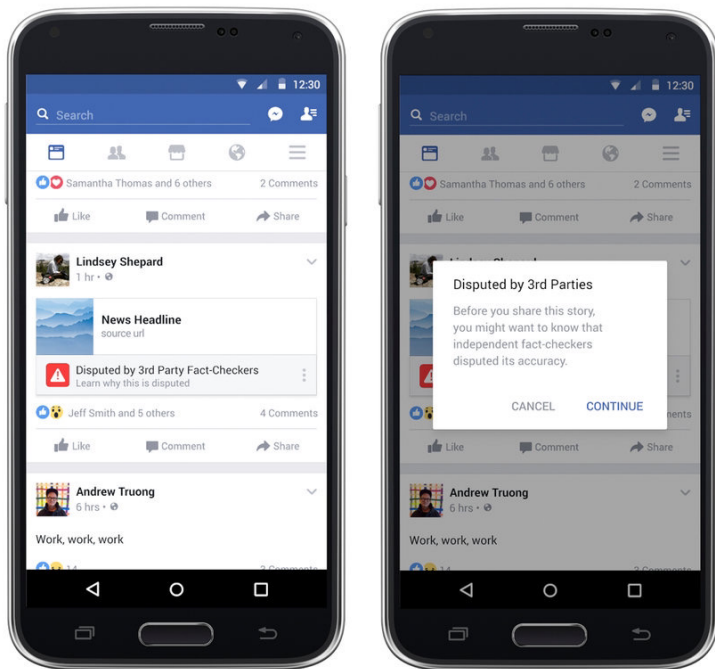 12:30
Search
Samantha Thomas and 6 others 2 Comments
Like Comment Share
Lindsey Shepard
1 hr •
News Headline
source url
Disputed by 3rd Party Fact-Checkers
Learn why this is disputed
Jeff Smith and 5 others 4 Comments
Like Comment Share
Andrew Truong
6 hrs •
Work, work, work
14
12:30
Search
Samantha Thomas and 6 others 2 Comments
Like Comment Share
Disputed by 3rd Parties
Before you share this story,
you might want to know that
independent fact-checkers
disputed its accuracy.
CANCEL CONTINUE
Like Comment Share
Andrew Truong
6 hrs •
Work, work, work